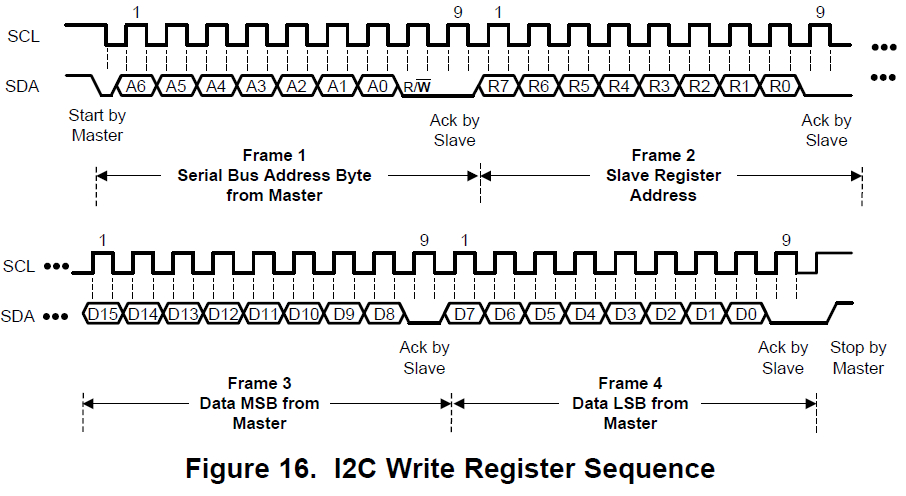 1 9 1 9
SCL •••
SDA A6 A5 A4 A3 A2 A1 A0 R/W̅ R7 R6 R5 R4 R3 R2 R1 R0 •••
Start by Master
Ack by Slave
Ack by Slave
Frame 1
Serial Bus Address Byte
from Master
Frame 2
Slave Register
Address
1 9 1 9
SCL •••
SDA ••• D15 D14 D13 D12 D11 D10 D9 D8 D7 D6 D5 D4 D3 D2 D1 D0
Ack by Slave
Ack by Slave
Stop by Master
Frame 3
Data MSB from
Master
Frame 4
Data LSB from
Master
Figure 16. I2C Write Register Sequence